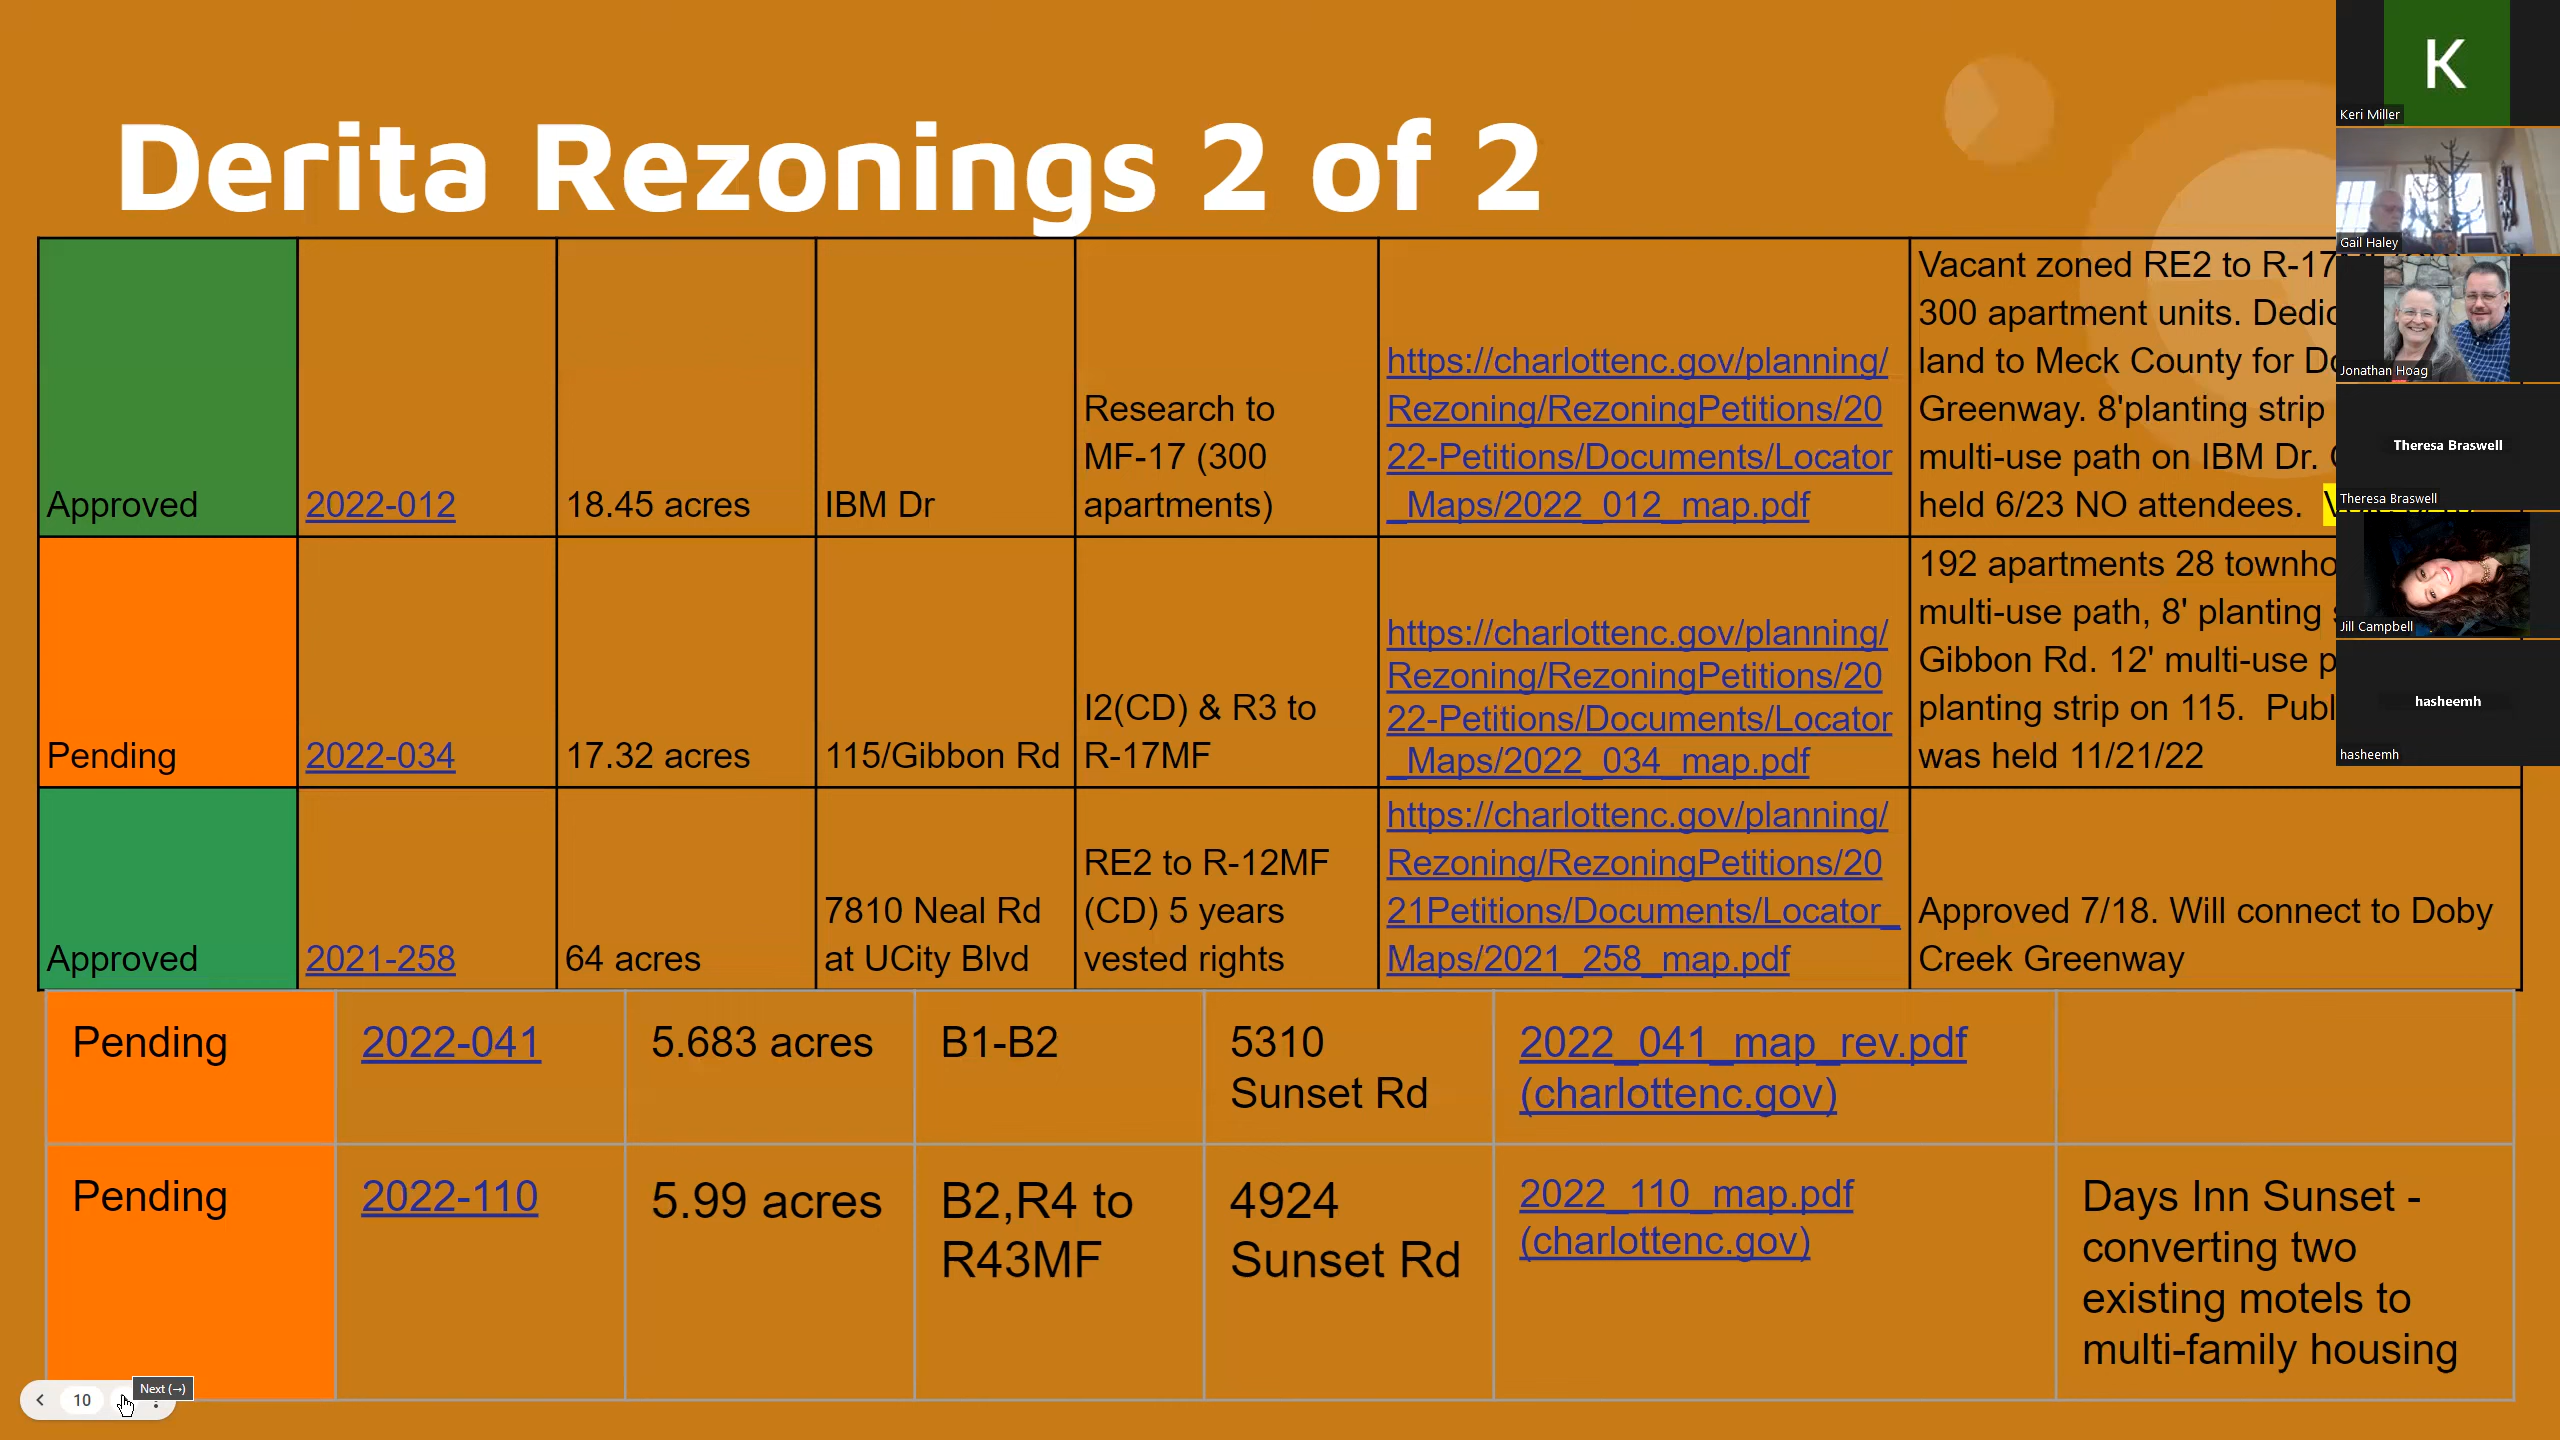 Derita Rezonings 2 of 2
Approved
2022-012
18.45 acres
IBM Dr
Research to
MF-17 (300
apartments)
https://charlottenc.gov/planning/
Rezoning/RezoningPetitions/20
22-Petitions/Documents/Locator
_Maps/2022_012_map.pdf
Vacant zoned RE2 to R-17
300 apartment units.
land to Meck County for
Greenway. 8'planting strip
multi-use path on IBM Dr.
held 6/23 NO attendees.
Pending
2022-034
17.32 acres
115/Gibbon Rd
I2(CD) & R3 to
R-17MF
https://charlottenc.gov/planning/
Rezoning/RezoningPetitions/20
22-Petitions/Documents/Locator
_Maps/2022_034_map.pdf
192 apartments 28
multi-use path, 8' planting
Gibbon Rd. 12' multi-use
planting strip on 115.
was held 11/21/22
Approved
2021-258
64 acres
7810 Neal Rd
at UCity Blvd
RE2 to R-12MF
(CD) 5 years
vested rights
https://charlottenc.gov/planning/
Rezoning/RezoningPetitions/20
21Petitions/Documents/Locator_
Maps/2021_258_map.pdf
Approved 7/18. Will connect to Doby
Creek Greenway
Pending
2022-041
5.683 acres
B1-B2
5310
Sunset Rd
2022_041_map_rev.pdf
(charlottenc.gov)
Pending
2022-110
5.99 acres
B2,R4 to
R43MF
4924
Sunset Rd
2022_110_map.pdf
(charlottenc.gov)
Days Inn Sunset -
converting two
existing motels to
multi-family housing
10
Next (→)
K
Keri Miller
Gail Haley
Jonathan Hoag
Theresa Braswell
Theresa Braswell
Jill Campbell
hasheemh
hasheemh